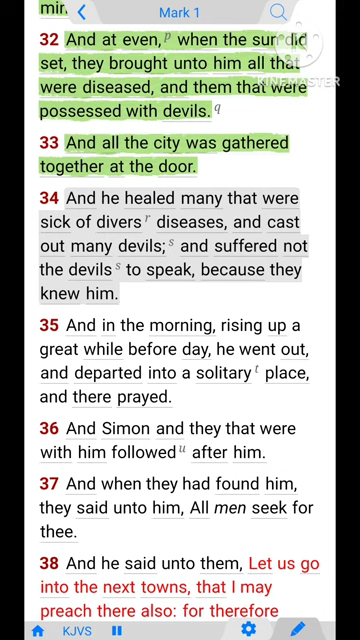 min
Mark 1
32 And at even, p when the sun did
set, they brought unto him all that
were diseased, and them that were
possessed with devils. q
KINEMASTER
33 And all the city was gathered
together at the door.
34 And he healed many that were
sick of divers r diseases, and cast
out many devils; s and suffered not
the devils s to speak, because they
knew him.
35 And in the morning, rising up a
great while before day, he went out,
and departed into a solitary t place,
and there prayed.
36 And Simon and they that were
with him followed u after him.
37 And when they had found him,
they said unto him, All men seek for
thee.
38 And he said unto them, Let us go
into the next towns, that I may
preach there also: for therefore
KJVS